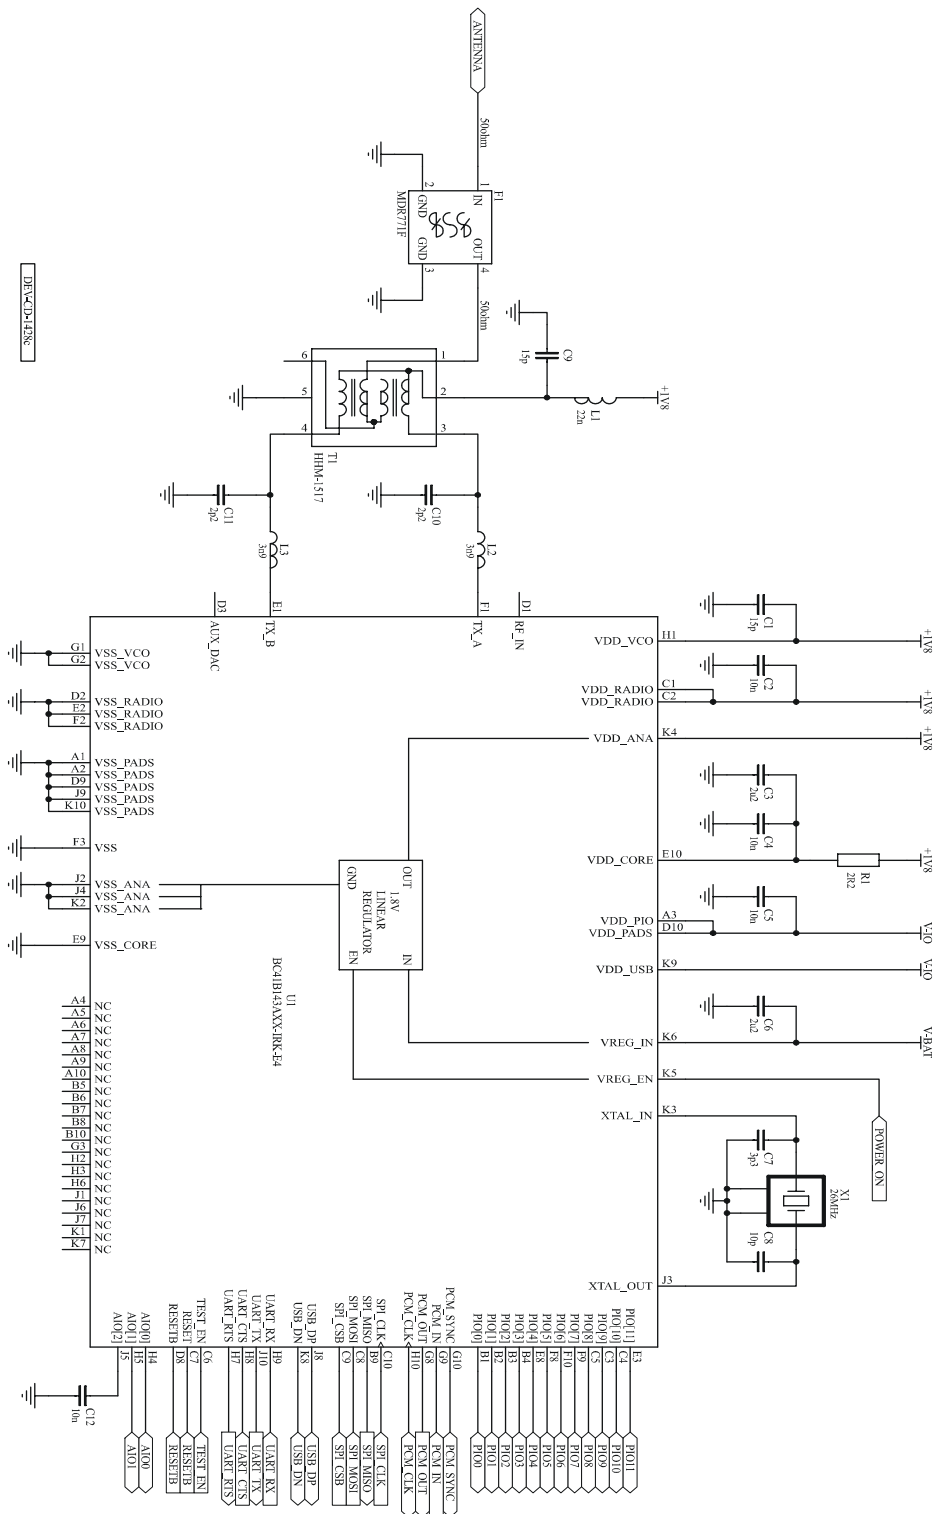 ANTENNA
50ohm
F1
1
IN
2
GND
OUT
4
GND
3
MDR771F
50ohm
DEV-CD-1428c
C9
15p
L1
22n
+1V8
6
1
5
2
4
3
T1
HHM-1517
C11
2p2
C10
2p2
L3
3n9
L2
3n9
D3
AUX_DAC
E1
TX_B
F1
TX_A
D1
RF_IN
G1 VSS_VCO
G2 VSS_VCO
D2 VSS_RADIO
E2 VSS_RADIO
F2 VSS_RADIO
A1 VSS_PADS
A2 VSS_PADS
D9 VSS_PADS
J9 VSS_PADS
K10 VSS_PADS
F3 VSS
J2 VSS_ANA
J4 VSS_ANA
K2 VSS_ANA
E9 VSS_CORE
A4 NC
A5 NC
A6 NC
A7 NC
A8 NC
A9 NC
A10 NC
B5 NC
B6 NC
B7 NC
B8 NC
B10 NC
G3 NC
H2 NC
H3 NC
H6 NC
J1 NC
J6 NC
J7 NC
K1 NC
K7 NC
OUT
GND
1.8V
LINEAR
REGULATOR
EN
IN
U1
BC41B143AXX-IRK-E4
VDD_VCO H1
C1
15p
+1V8
VDD_RADIO C1
VDD_RADIO C2
C2
10n
+1V8
VDD_ANA K4
+1V8
C3
2u2
C4
10n
VDD_CORE E10
R1
2R2
+1V8
C5
10n
VDD_PIO A3
VDD_PADS D10
V-IO
VDD_USB K9
V-IO
C6
2u2
VREG_IN K6
V-BAT
VREG_EN K5
POWER_ON
XTAL_IN K3
C7
3p3
X1
26MHz
C8
10p
XTAL_OUT J3
PIO[11] E3 PIO11
PIO[10] C4 PIO10
PIO[9] C3 PIO9
PIO[8] C5 PIO8
PIO[7] F9 PIO7
PIO[6] F10 PIO6
PIO[5] F8 PIO5
PIO[4] E8 PIO4
PIO[3] B4 PIO3
PIO[2] B3 PIO2
PIO[1] B2 PIO1
PIO[0] B1 PIO0
PCM_SYNC G10 PCM_SYNC
PCM_IN G9 PCM_IN
PCM_OUT G8 PCM_OUT
PCM_CLK H10 PCM_CLK
SPI_CLK C10 SPI_CLK
SPI_MISO B9 SPI_MISO
SPI_MOSI C8 SPI_MOSI
SPI_CSB C9 SPI_CSB
USB_DP J8 USB_DP
USB_DN K8 USB_DN
UART_RX H9 UART_RX
UART_TX J10 UART_TX
UART_CTS H8 UART_CTS
UART_RTS H7 UART_RTS
TEST_EN C6 TEST_EN
RESET C7 RESETB
RESETB D8 RESETB
AIO[0] H4 AIO0
AIO[1] H5 AIO1
AIO[2] J5
C12
10n